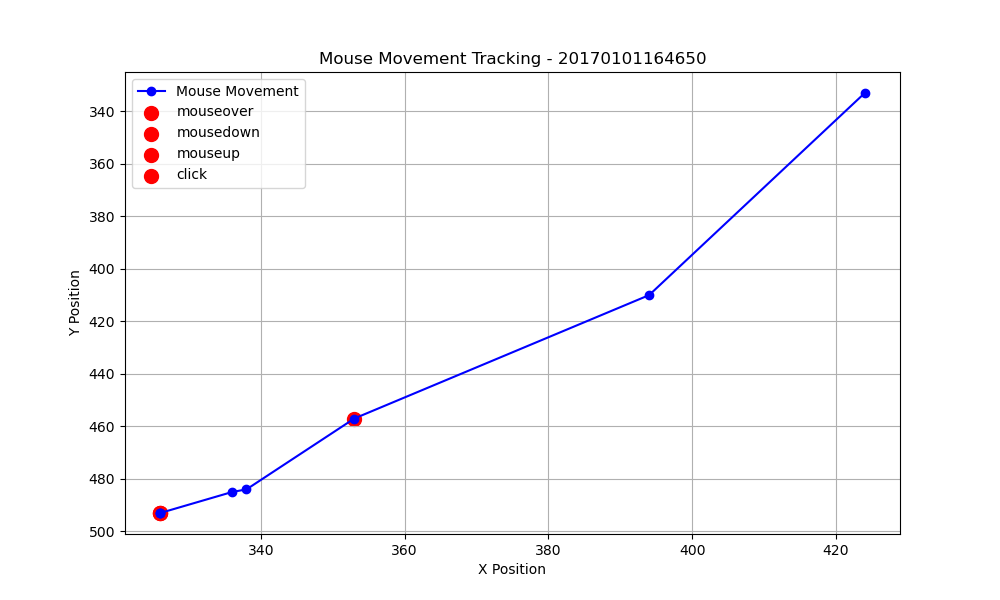 Mouse Movement Tracking - 20170101164650
Mouse Movement
mouseover
mousedown
mouseup
click
340
360
380
400
420
440
460
480
500
Y Position
340
360
380
400
420
X Position